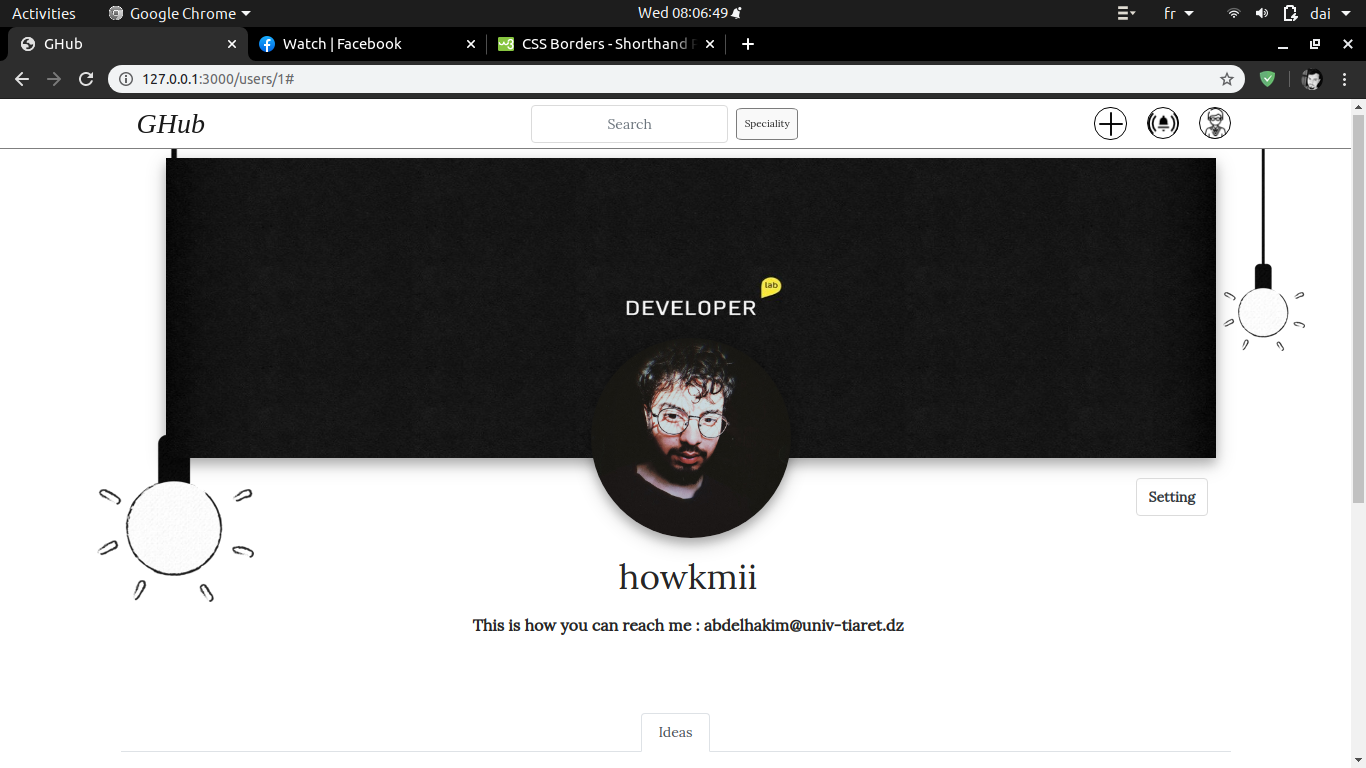 Activities Google Chrome Wed 08:06:49 fr dai
GHub Watch | Facebook CSS Borders - Shorthand
127.0.0.1:3000/users/1#
GHub Search Speciality
lab
DEVELOPER
Setting
howkmii
This is how you can reach me : abdelhakim@univ-tiaret.dz
Ideas